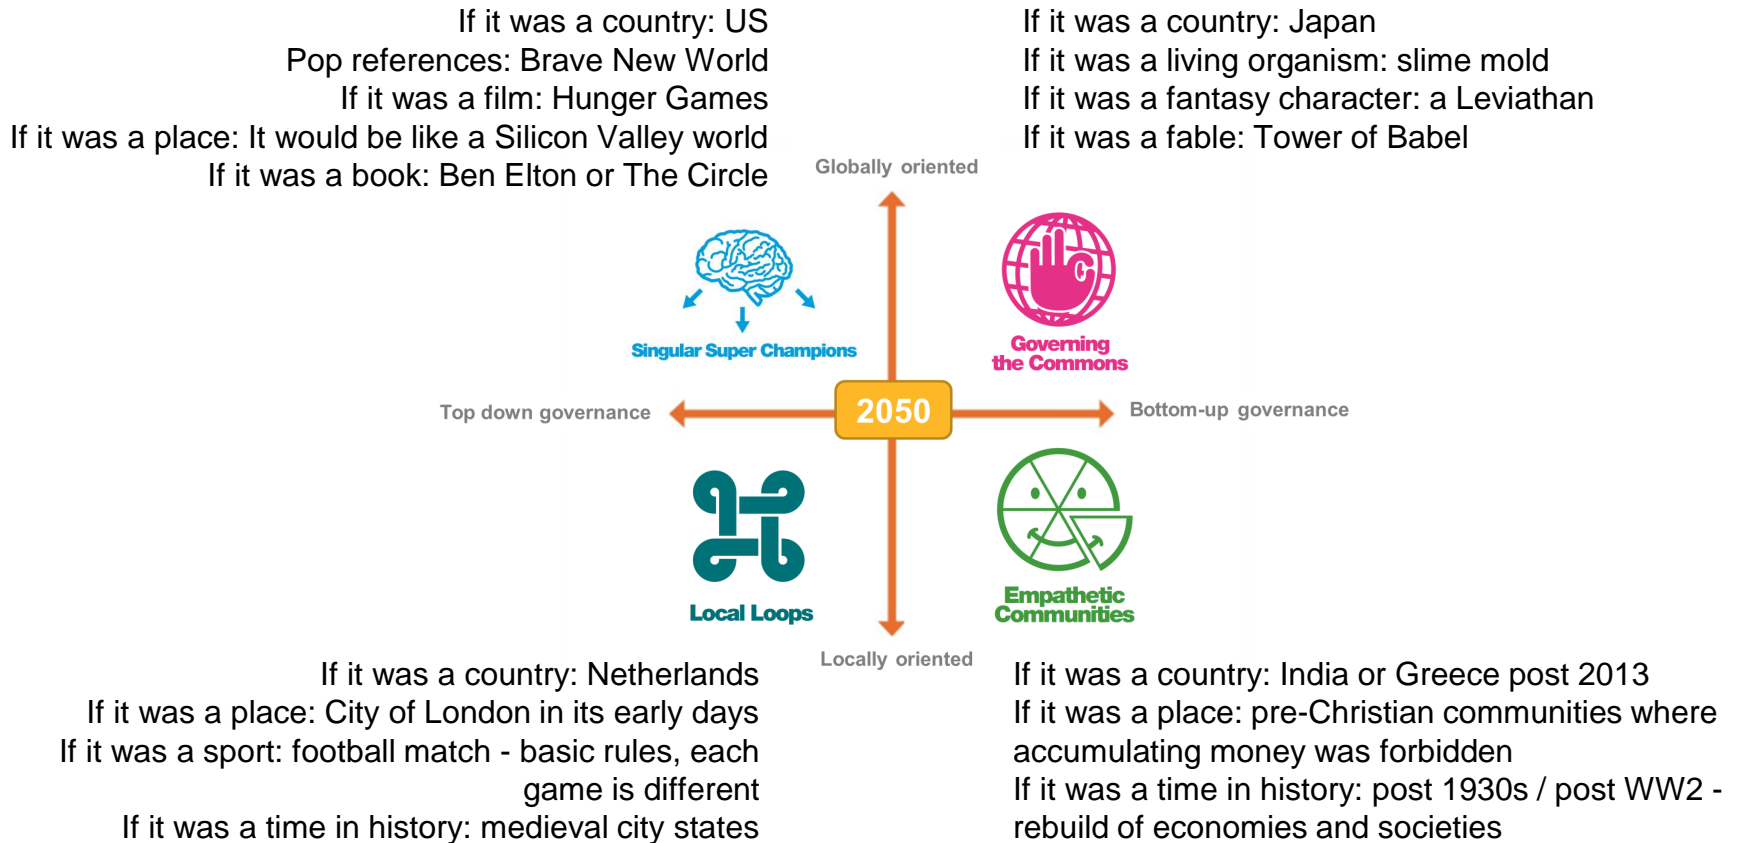 If it was a country: US
Pop references: Brave New World
If it was a film: Hunger Games
If it was a place: It would be like a Silicon Valley world
If it was a book: Ben Elton or The Circle
If it was a country: Japan
If it was a living organism: slime mold
If it was a fantasy character: a Leviathan
If it was a fable: Tower of Babel
Globally oriented
Singular Super Champions
Governing
the Commons
Top down governance
2050
Bottom-up governance
Local Loops
Empathetic
Communities
Locally oriented
If it was a country: Netherlands
If it was a place: City of London in its early days
If it was a sport: football match - basic rules, each
game is different
If it was a time in history: medieval city states
If it was a country: India or Greece post 2013
If it was a place: pre-Christian communities where
accumulating money was forbidden
If it was a time in history: post 1930s / post WW2 -
rebuild of economies and societies